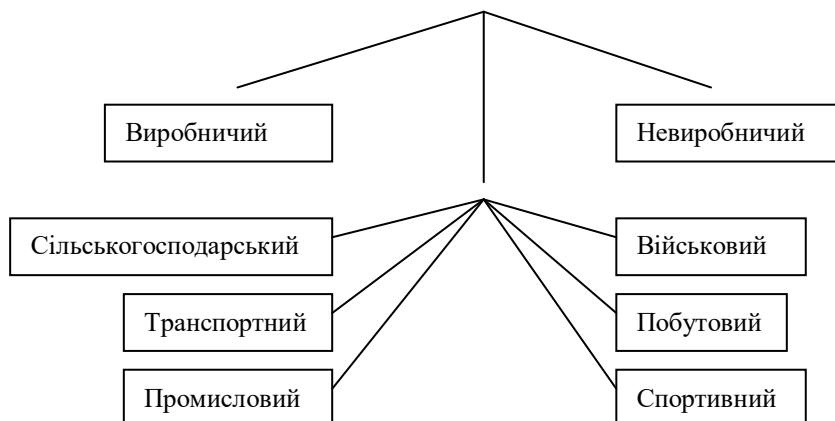 Виробничий
Невиробничий
Сільськогосподарський
Військовий
Транспортний
Побутовий
Промисловий
Спортивний